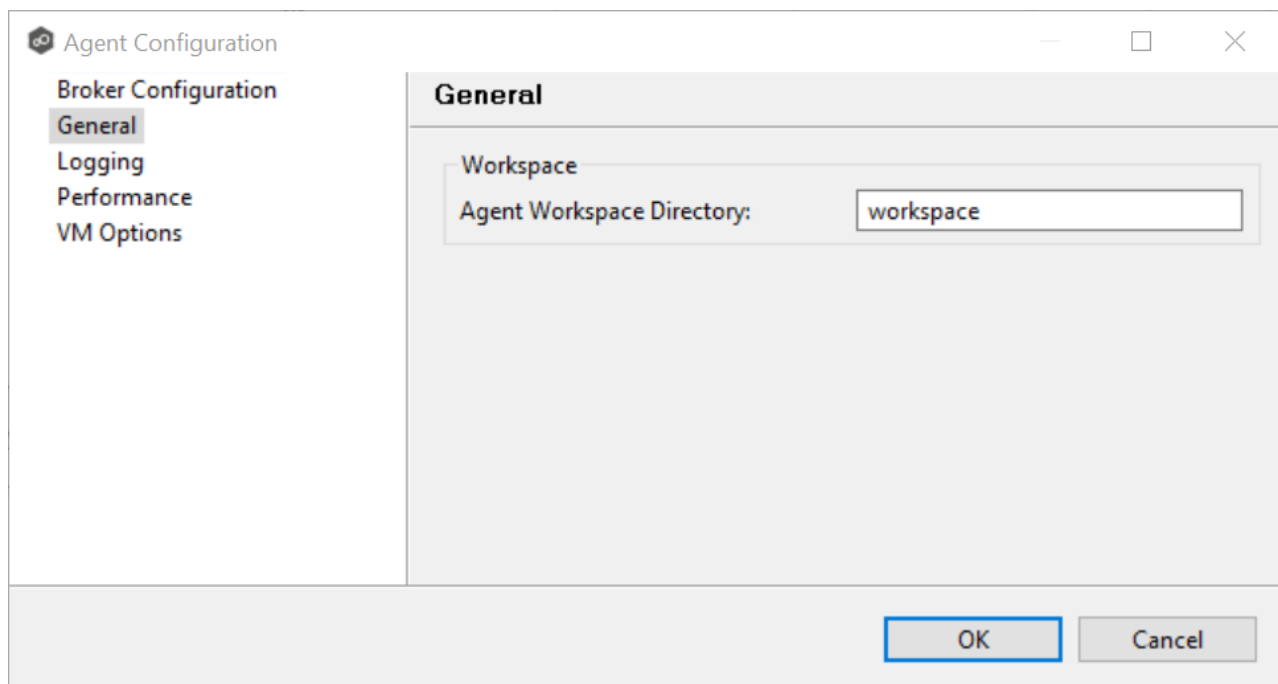 Agent Configuration
Broker Configuration
General
Logging
Performance
VM Options
General
Workspace
Agent Workspace Directory: workspace
OK Cancel